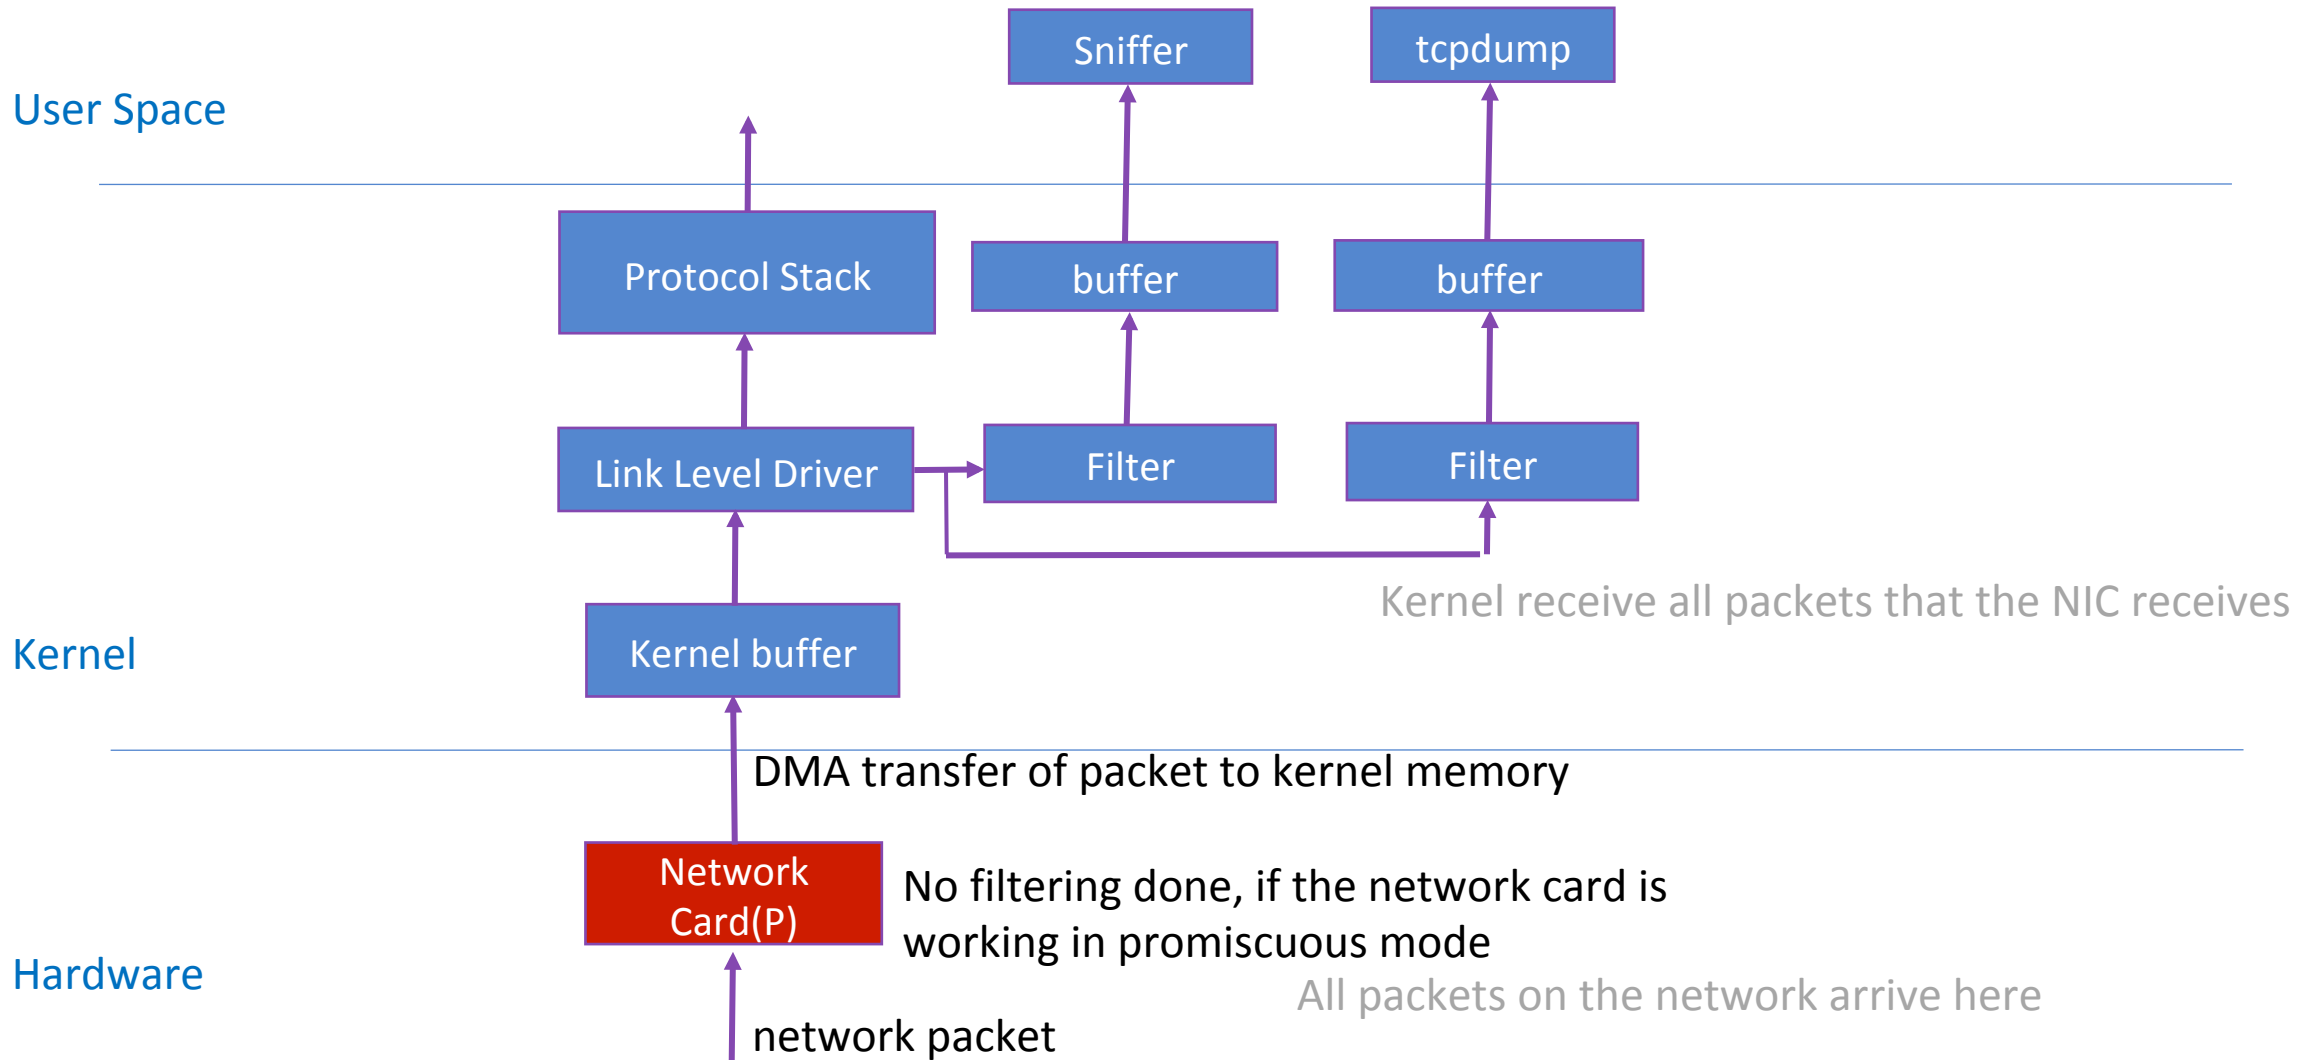 Sniffer
tcpdump
User Space
Protocol Stack
buffer
buffer
Link Level Driver
Filter
Filter
Kernel receive all packets that the NIC receives
Kernel
Kernel buffer
DMA transfer of packet to kernel memory
Network
Card(P)
No filtering done, if the network card is
working in promiscuous mode
Hardware
All packets on the network arrive here
network packet